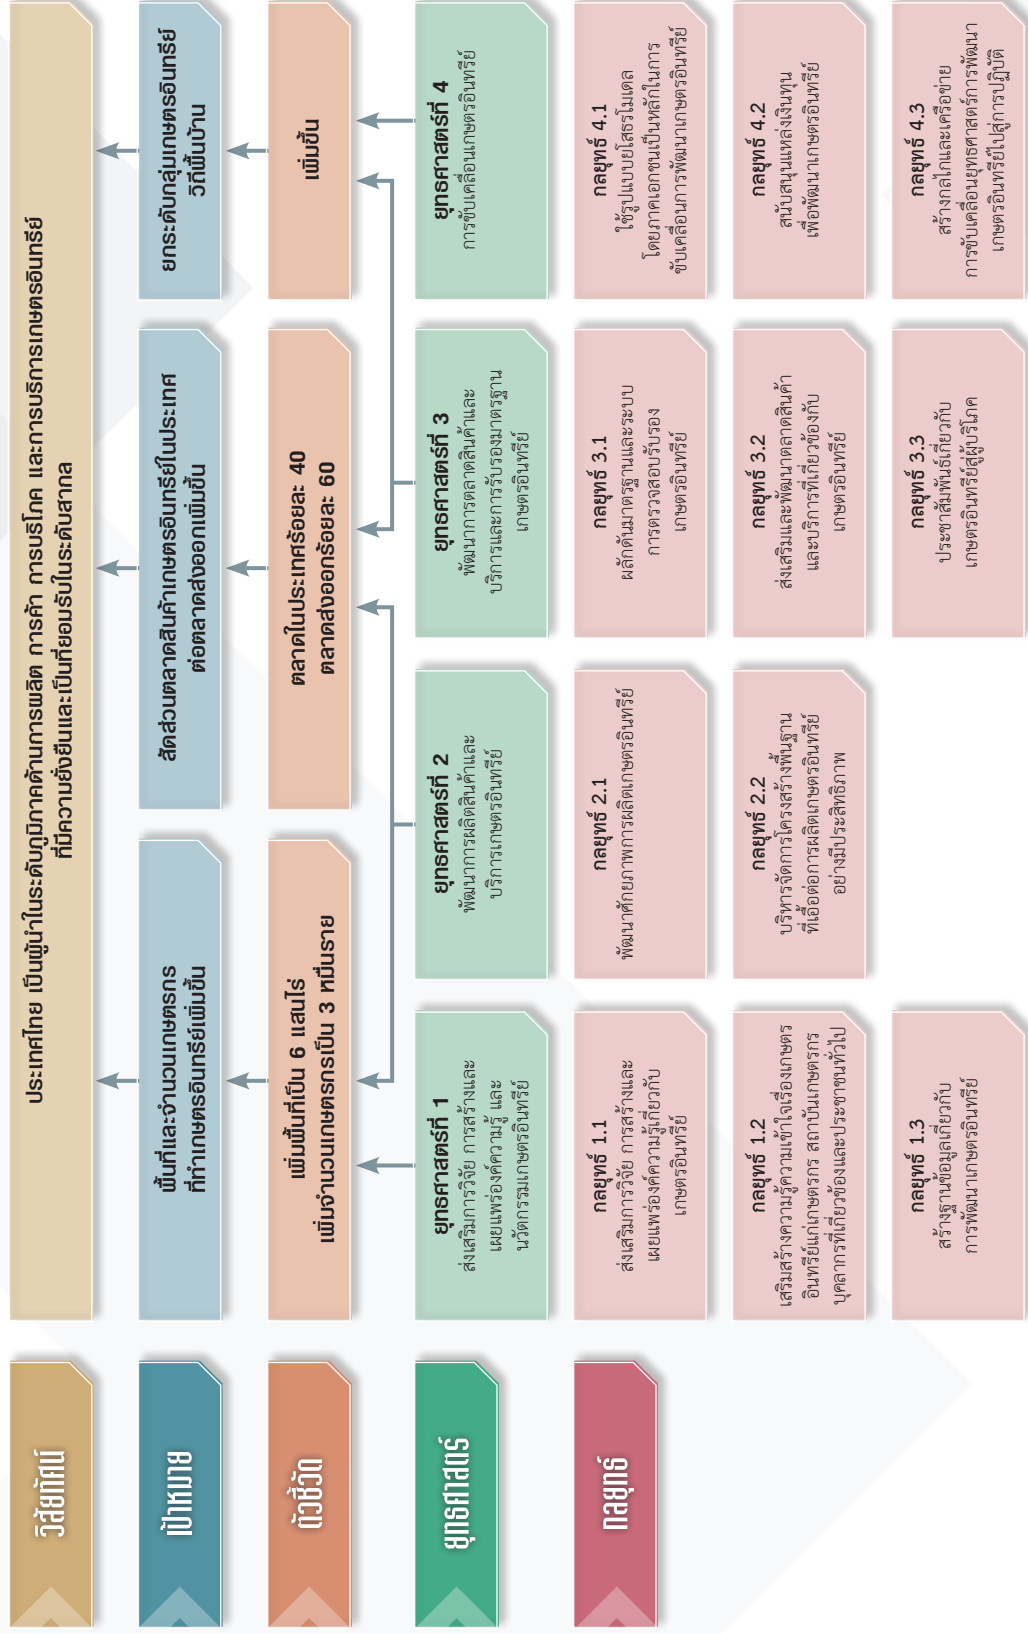 วิสัยทัศน์
ประเทศไทย เป็นผู้นำในระดับภูมิภาคด้านการผลิต การค้า การบริโภค และการบริการเกษตรอินทรีย์
ที่มีความยั่งยืนและเป็นที่ยอมรับในระดับสากล
เป้าหมาย
พื้นที่และจำนวนเกษตรกร
ที่ทำเกษตรอินทรีย์เพิ่มขึ้น
สัดส่วนตลาดสินค้าเกษตรอินทรีย์ในประเทศ
ต่อตลาดส่งออกเพิ่มขึ้น
ยกระดับกลุ่มเกษตรอินทรีย์
วิถีพื้นบ้าน
ตัวชี้วัด
เพิ่มพื้นที่เป็น 6 แสนไร่
เพิ่มจำนวนเกษตรกรเป็น 3 หมื่นราย
ตลาดในประเทศร้อยละ 40
ตลาดส่งออกร้อยละ 60
เพิ่มขึ้น
ยุทธศาสตร์
ยุทธศาสตร์ที่ 1
ส่งเสริมการวิจัย การสร้างและ
เผยแพร่องค์ความรู้ และ
นวัตกรรมเกษตรอินทรีย์
ยุทธศาสตร์ที่ 2
พัฒนาการผลิตสินค้าและ
บริการเกษตรอินทรีย์
ยุทธศาสตร์ที่ 3
พัฒนาการตลาดสินค้าและ
บริการและการรับรองมาตรฐาน
เกษตรอินทรีย์
ยุทธศาสตร์ที่ 4
การขับเคลื่อนเกษตรอินทรีย์
กลยุทธ์
กลยุทธ์ 1.1
ส่งเสริมการวิจัย การสร้างและ
เผยแพร่องค์ความรู้เกี่ยวกับ
เกษตรอินทรีย์
กลยุทธ์ 2.1
พัฒนาศักยภาพการผลิตเกษตรอินทรีย์
กลยุทธ์ 3.1
ผลักดันมาตรฐานและระบบ
การตรวจสอบรับรอง
เกษตรอินทรีย์
กลยุทธ์ 4.1
ใช้รูปแบบยโสธรโมเดล
โดยภาคเอกชนเป็นหลักในการ
ขับเคลื่อนการพัฒนาเกษตรอินทรีย์
กลยุทธ์ 1.2
เสริมสร้างความรู้ความเข้าใจเรื่องเกษตร
อินทรีย์แก่เกษตรกร สถาบันเกษตรกร
บุคลากรที่เกี่ยวข้องและประชาชนทั่วไป
กลยุทธ์ 2.2
บริหารจัดการโครงสร้างพื้นฐาน
ที่เอื้อต่อการผลิตเกษตรอินทรีย์
อย่างมีประสิทธิภาพ
กลยุทธ์ 3.2
ส่งเสริมและพัฒนาตลาดสินค้า
และบริการที่เกี่ยวข้องกับ
เกษตรอินทรีย์
กลยุทธ์ 4.2
สนับสนุนแหล่งเงินทุน
เพื่อพัฒนาเกษตรอินทรีย์
กลยุทธ์ 1.3
สร้างฐานข้อมูลเกี่ยวกับ
การพัฒนาเกษตรอินทรีย์
กลยุทธ์ 3.3
ประชาสัมพันธ์เกี่ยวกับ
เกษตรอินทรีย์สู่ผู้บริโภค
กลยุทธ์ 4.3
สร้างกลไกและเครือข่าย
การขับเคลื่อนยุทธศาสตร์การพัฒนา
เกษตรอินทรีย์ไปสู่การปฏิบัติ